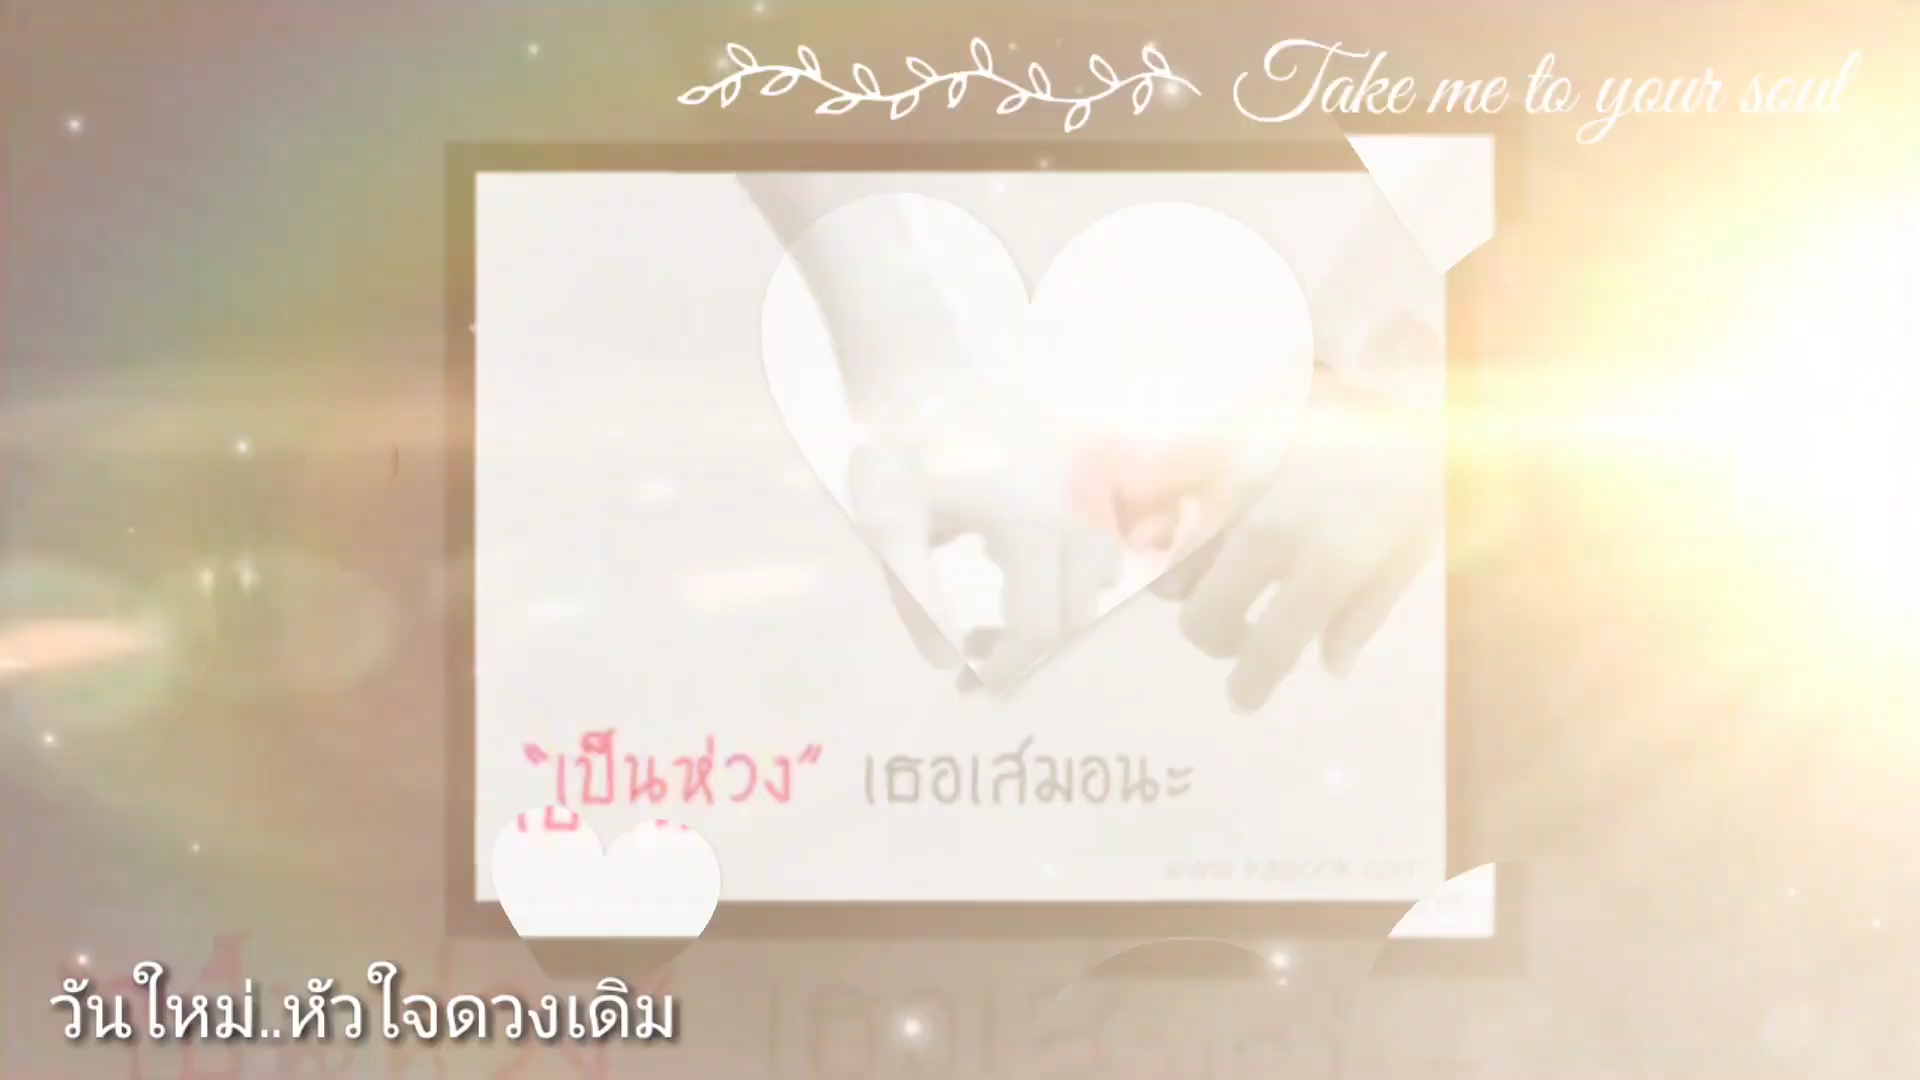 Take me to your soul
"เป็นห่วง" เธอเสมอนะ
วันใหม่..หัวใจดวงเดิม